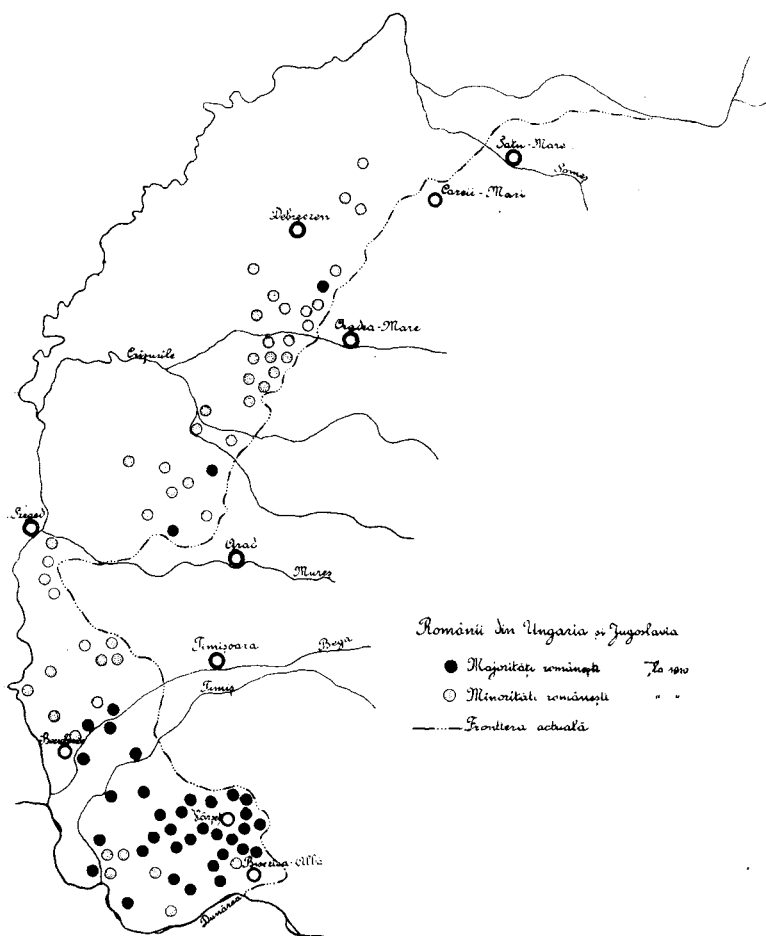 Satu-Mare
Someș
Careii-Mari
Debreczen
Oradea-Mare
Crișurile
Szeged
Arad
Mureș
Românii din Ungaria și Jugoslavia
Timișoara
Bega
Timiș
Majorități românești La 1910
Minorități românești " "
Frontiera actuală
Vârșeț
Biserica-Albă
Dunărea